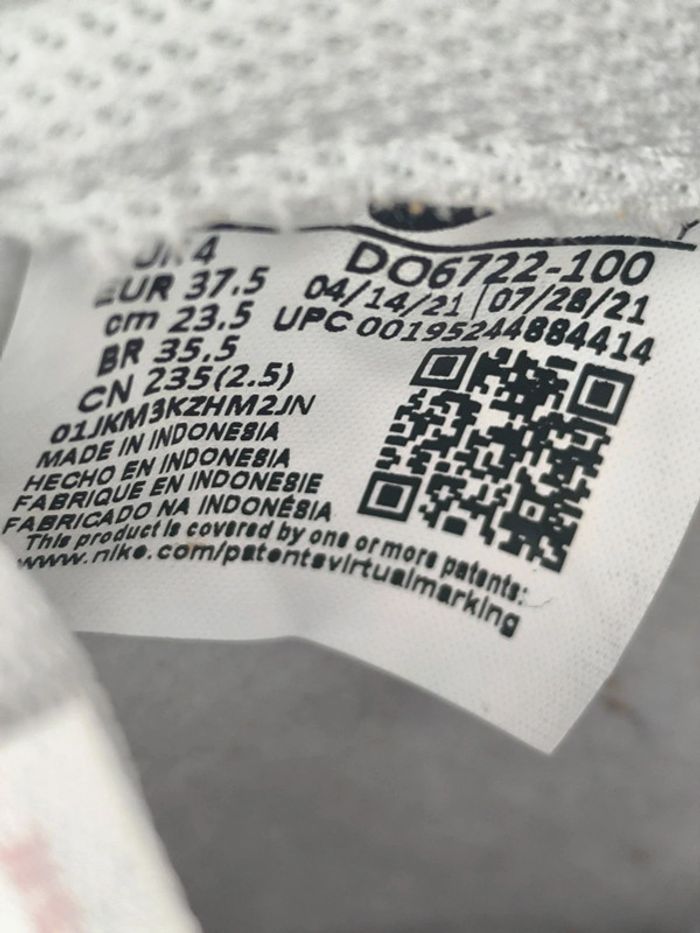 UK 4
EUR 37.5
cm 23.5
BR 35.5
CN 235(2.5)
01JKM3KZHM2JN
MADE IN INDONESIA
HECHO EN INDONESIA
FABRIQUE EN INDONESIE
FABRICADO NA INDONÉSIA
DO6722-100
04/14/21 07/28/21
UPC 00195244884414
This product is covered by one or more patents:
www.nike.com/patentsvirtualmarking